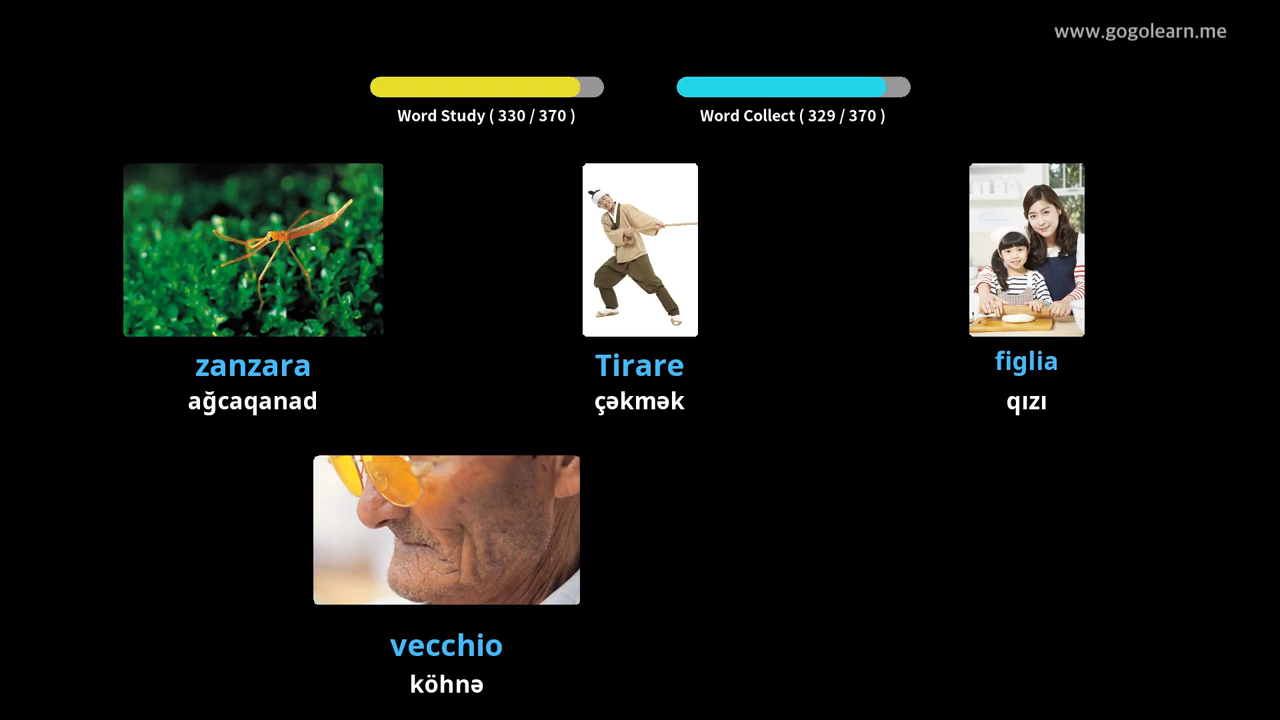 www.gogolearn.me
Word Study ( 330 / 370 )
Word Collect ( 329 / 370 )
zanzara
ağcaqanad
Tirare
çəkmək
figlia
qızı
vecchio
köhnə